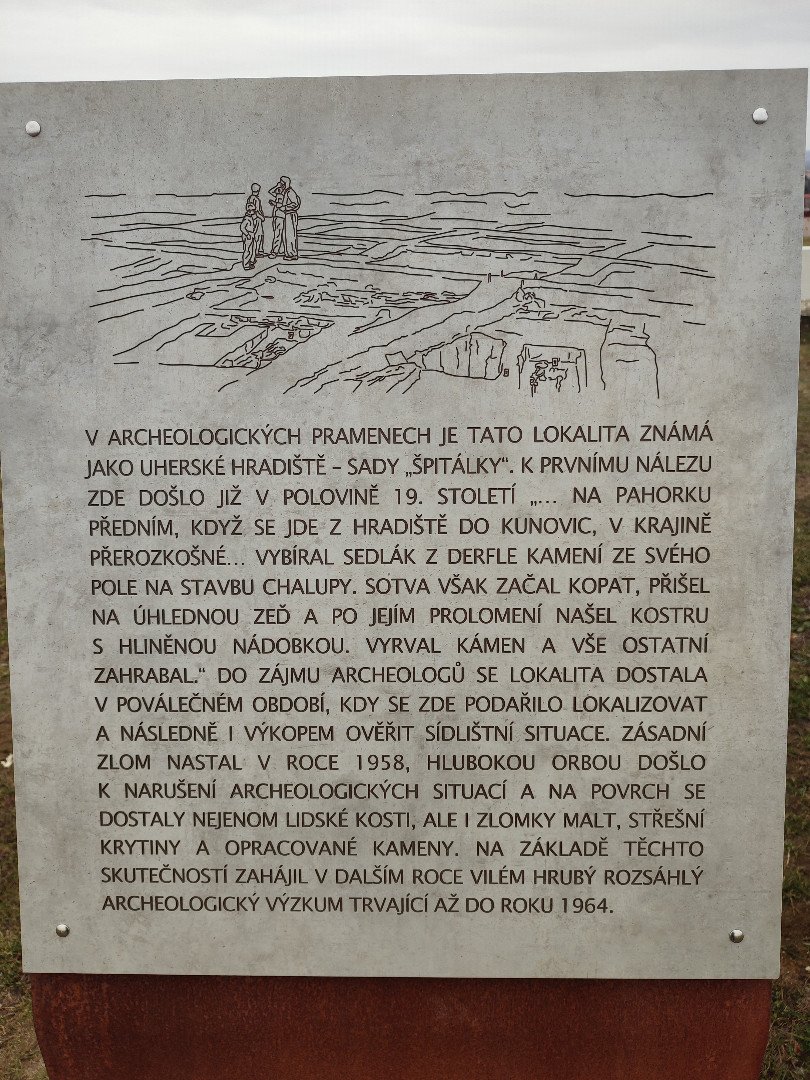 V ARCHEOLOGICKÝCH PRAMENECH JE TATO LOKALITA ZNÁMÁ
JAKO UHERSKÉ HRADIŠTĚ – SADY „ŠPITÁLKY“. K PRVNÍMU NÁLEZU
ZDE DOŠLO JIŽ V POLOVINĚ 19. STOLETÍ „... NA PAHORKU
PŘEDNÍM, KDYŽ SE JDE Z HRADIŠTĚ DO KUNOVIC, V KRAJINĚ
PŘEROZKOŠNÉ... VYBÍRAL SEDLÁK Z DERFLE KAMENÍ ZE SVÉHO
POLE NA STAVBU CHALUPY. SOTVA VŠAK ZAČAL KOPAT, PŘIŠEL
NA ÚHLEDNOU ZEĎ A PO JEJÍM PROLOMENÍ NAŠEL KOSTRU
S HLINĚNOU NÁDOBKOU. VYRVAL KÁMEN A VŠE OSTATNÍ
ZAHRABAL.“ DO ZÁJMU ARCHEOLOGŮ SE LOKALITA DOSTALA
V POVÁLEČNÉM OBDOBÍ, KDY SE ZDE PODAŘILO LOKALIZOVAT
A NÁSLEDNĚ I VÝKOPEM OVĚŘIT SÍDLIŠTNÍ SITUACE. ZÁSADNÍ
ZLOM NASTAL V ROCE 1958, HLUBOKOU ORBOU DOŠLO
K NARUŠENÍ ARCHEOLOGICKÝCH SITUACÍ A NA POVRCH SE
DOSTALY NEJENOM LIDSKÉ KOSTI, ALE I ZLOMKY MALT, STŘEŠNÍ
KRYTINY A OPRACOVANÉ KAMENY. NA ZÁKLADĚ TĚCHTO
SKUTEČNOSTÍ ZAHÁJIL V DALŠÍM ROCE VILÉM HRUBÝ ROZSÁHLÝ
ARCHEOLOGICKÝ VÝZKUM TRVAJÍCÍ AŽ DO ROKU 1964.